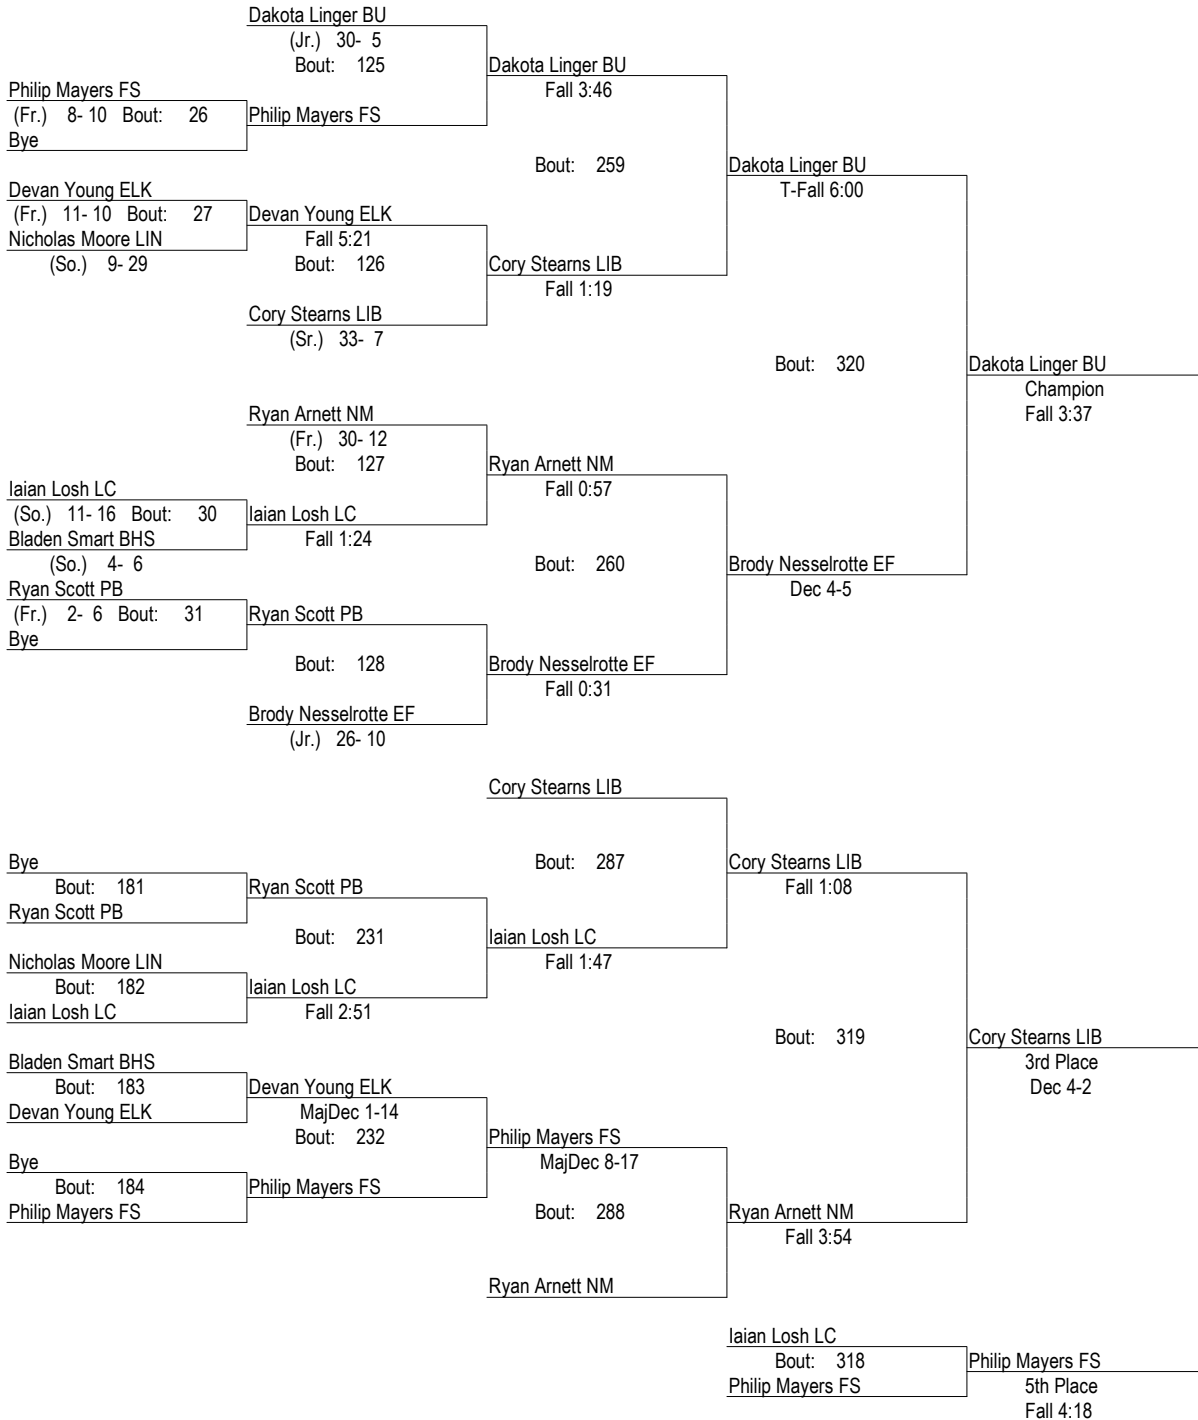 Dakota Linger BU
(Jr.) 30- 5
Bout: 125
Dakota Linger BU
Fall 3:46
Philip Mayers FS
(Fr.) 8- 10 Bout: 26
Philip Mayers FS
Bye
Bout: 259
Dakota Linger BU
T-Fall 6:00
Devan Young ELK
(Fr.) 11- 10 Bout: 27
Devan Young ELK
Nicholas Moore LIN
Fall 5:21
(So.) 9- 29
Bout: 126
Cory Stearns LIB
Fall 1:19
Cory Stearns LIB
(Sr.) 33- 7
Bout: 320
Dakota Linger BU
Champion
Fall 3:37
Ryan Arnett NM
(Fr.) 30- 12
Bout: 127
Ryan Arnett NM
Fall 0:57
Iaian Losh LC
(So.) 11- 16 Bout: 30
Iaian Losh LC
Bladen Smart BHS
Fall 1:24
(So.) 4- 6
Bout: 260
Brody Nesselrotte EF
Dec 4-5
Ryan Scott PB
(Fr.) 2- 6 Bout: 31
Ryan Scott PB
Bye
Bout: 128
Brody Nesselrotte EF
Fall 0:31
Brody Nesselrotte EF
(Jr.) 26- 10
Cory Stearns LIB
Bout: 287
Cory Stearns LIB
Fall 1:08
Bye
Bout: 181
Ryan Scott PB
Ryan Scott PB
Bout: 231
Iaian Losh LC
Fall 1:47
Nicholas Moore LIN
Bout: 182
Iaian Losh LC
Iaian Losh LC
Fall 2:51
Bout: 319
Cory Stearns LIB
3rd Place
Dec 4-2
Bladen Smart BHS
Bout: 183
Devan Young ELK
Devan Young ELK
MajDec 1-14
Bout: 232
Philip Mayers FS
MajDec 8-17
Bye
Bout: 184
Philip Mayers FS
Philip Mayers FS
Bout: 288
Ryan Arnett NM
Fall 3:54
Ryan Arnett NM
Iaian Losh LC
Bout: 318
Philip Mayers FS
Philip Mayers FS
5th Place
Fall 4:18